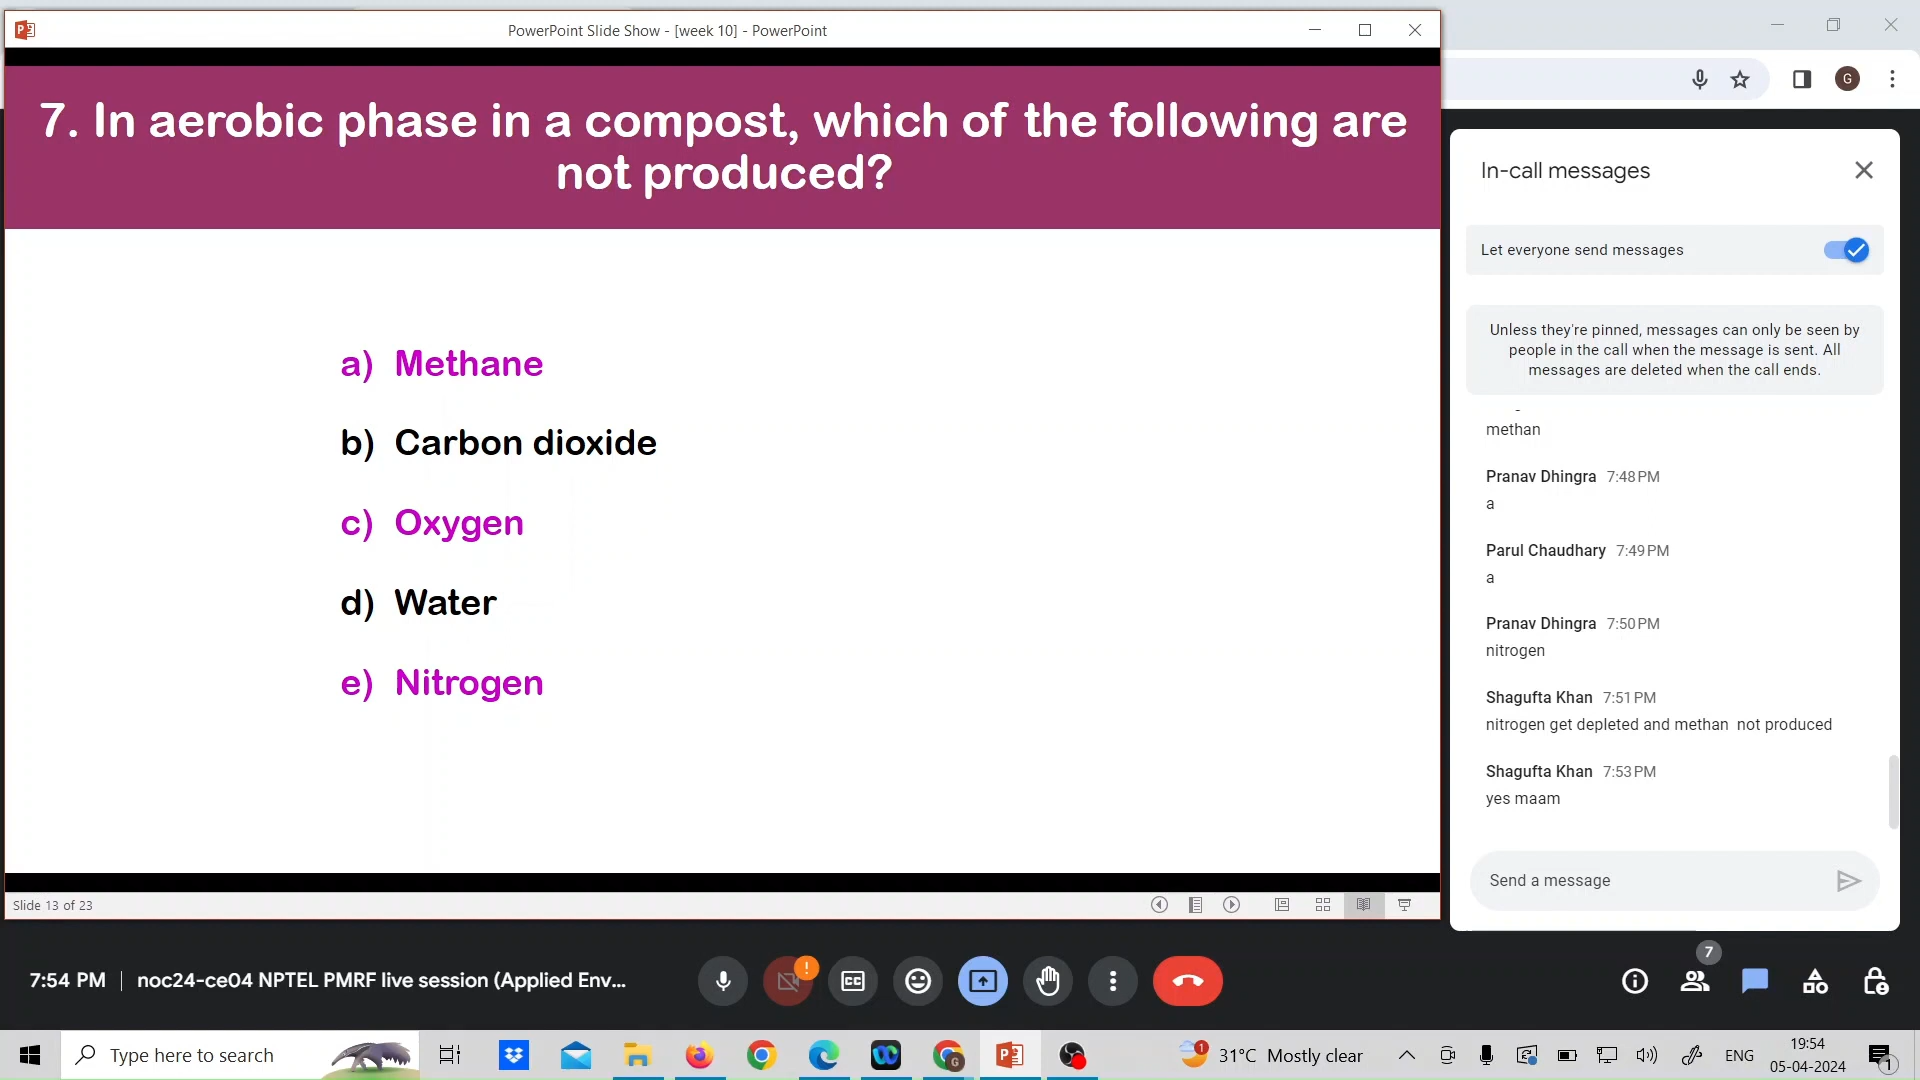 PowerPoint Slide Show - [week 10] - PowerPoint
7. In aerobic phase in a compost, which of the following are
not produced?
a) Methane
b) Carbon dioxide
c) Oxygen
d) Water
e) Nitrogen
Slide 13 of 23
G
In-call messages
Let everyone send messages
Unless they're pinned, messages can only be seen by
people in the call when the message is sent. All
messages are deleted when the call ends.
methan
Pranav Dhingra 7:48 PM
a
Parul Chaudhary 7:49 PM
a
Pranav Dhingra 7:50 PM
nitrogen
Shagufta Khan 7:51 PM
nitrogen get depleted and methan not produced
Shagufta Khan 7:53 PM
yes maam
Send a message
7:54 PM | noc24-ce04 NPTEL PMRF live session (Applied Env...
7
Type here to search
31°C Mostly clear
ENG
19:54
05-04-2024